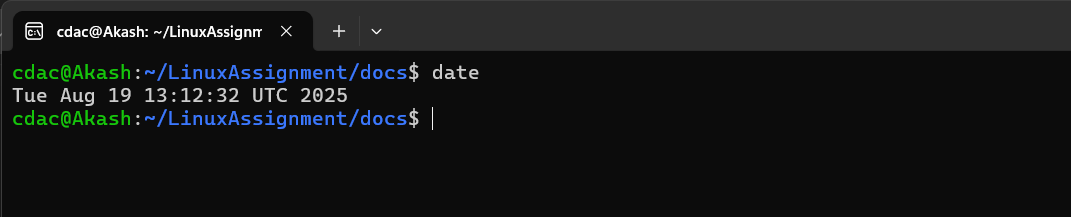 cdac@Akash: ~/LinuxAssignm
cdac@Akash:~/LinuxAssignment/docs$ date
Tue Aug 19 13:12:32 UTC 2025
cdac@Akash:~/LinuxAssignment/docs$